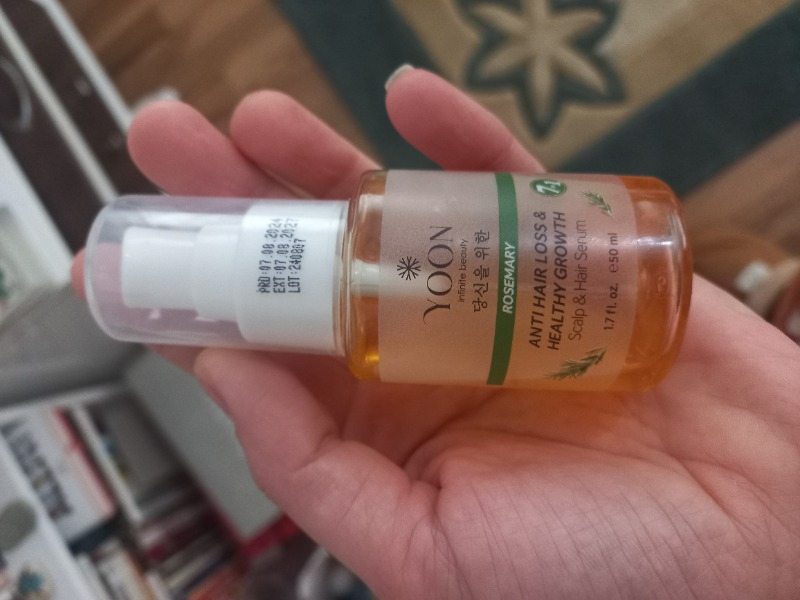 PRD:07.08.2024
EXT:07.08.2027
LOT:240807
YOON
infinite beauty
당신을 위한
ROSEMARY
ANTI HAIR LOSS &
HEALTHY GROWTH
Scalp & Hair Serum
1.7 fl. oz. ℮50 ml